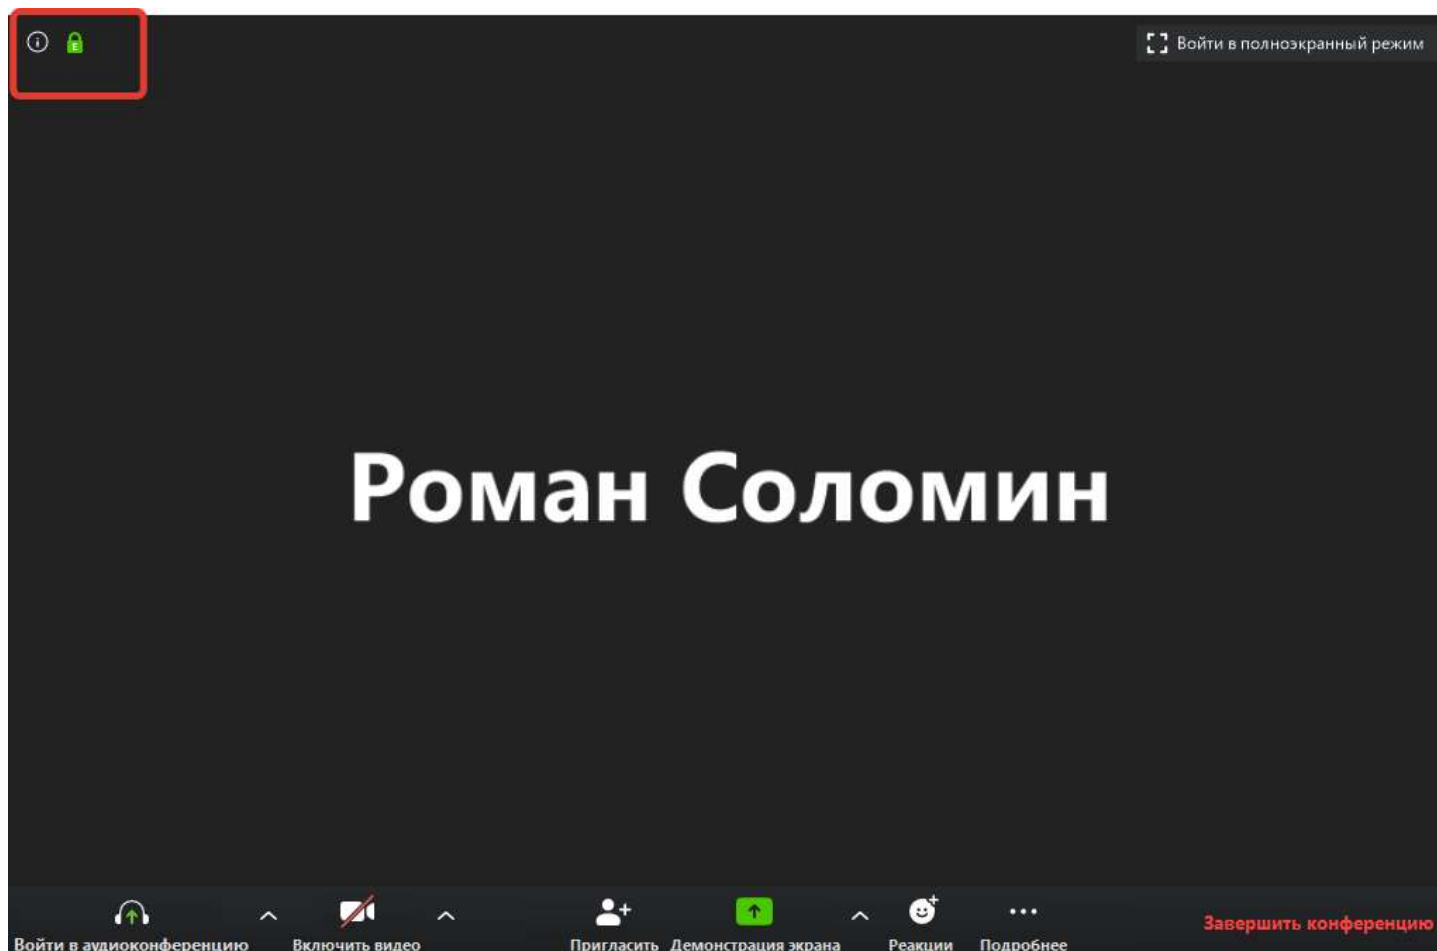 E
Войти в полноэкранный режим
Роман Соломин
Войти в аудиоконференцию
Включить видео
Пригласить
Демонстрация экрана
Реакции
Подробнее
Завершить конференцию